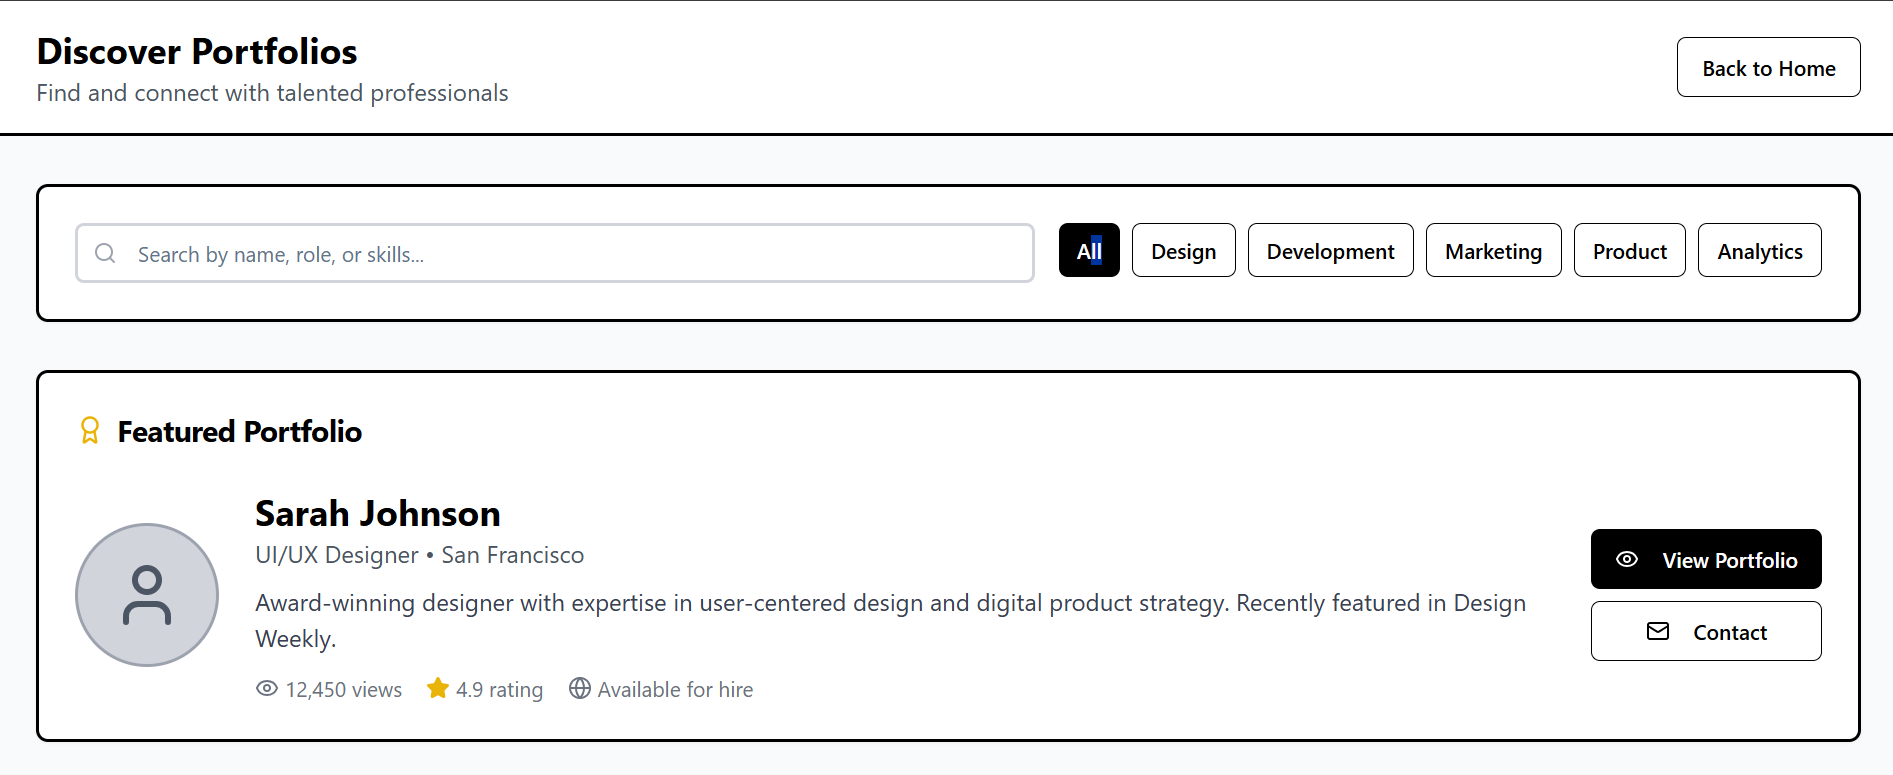 Discover Portfolios
Find and connect with talented professionals
Back to Home
Search by name, role, or skills...
All
Design
Development
Marketing
Product
Analytics
Featured Portfolio
Sarah Johnson
UI/UX Designer • San Francisco
Award-winning designer with expertise in user-centered design and digital product strategy. Recently featured in Design
Weekly.
12,450 views
4.9 rating
Available for hire
View Portfolio
Contact